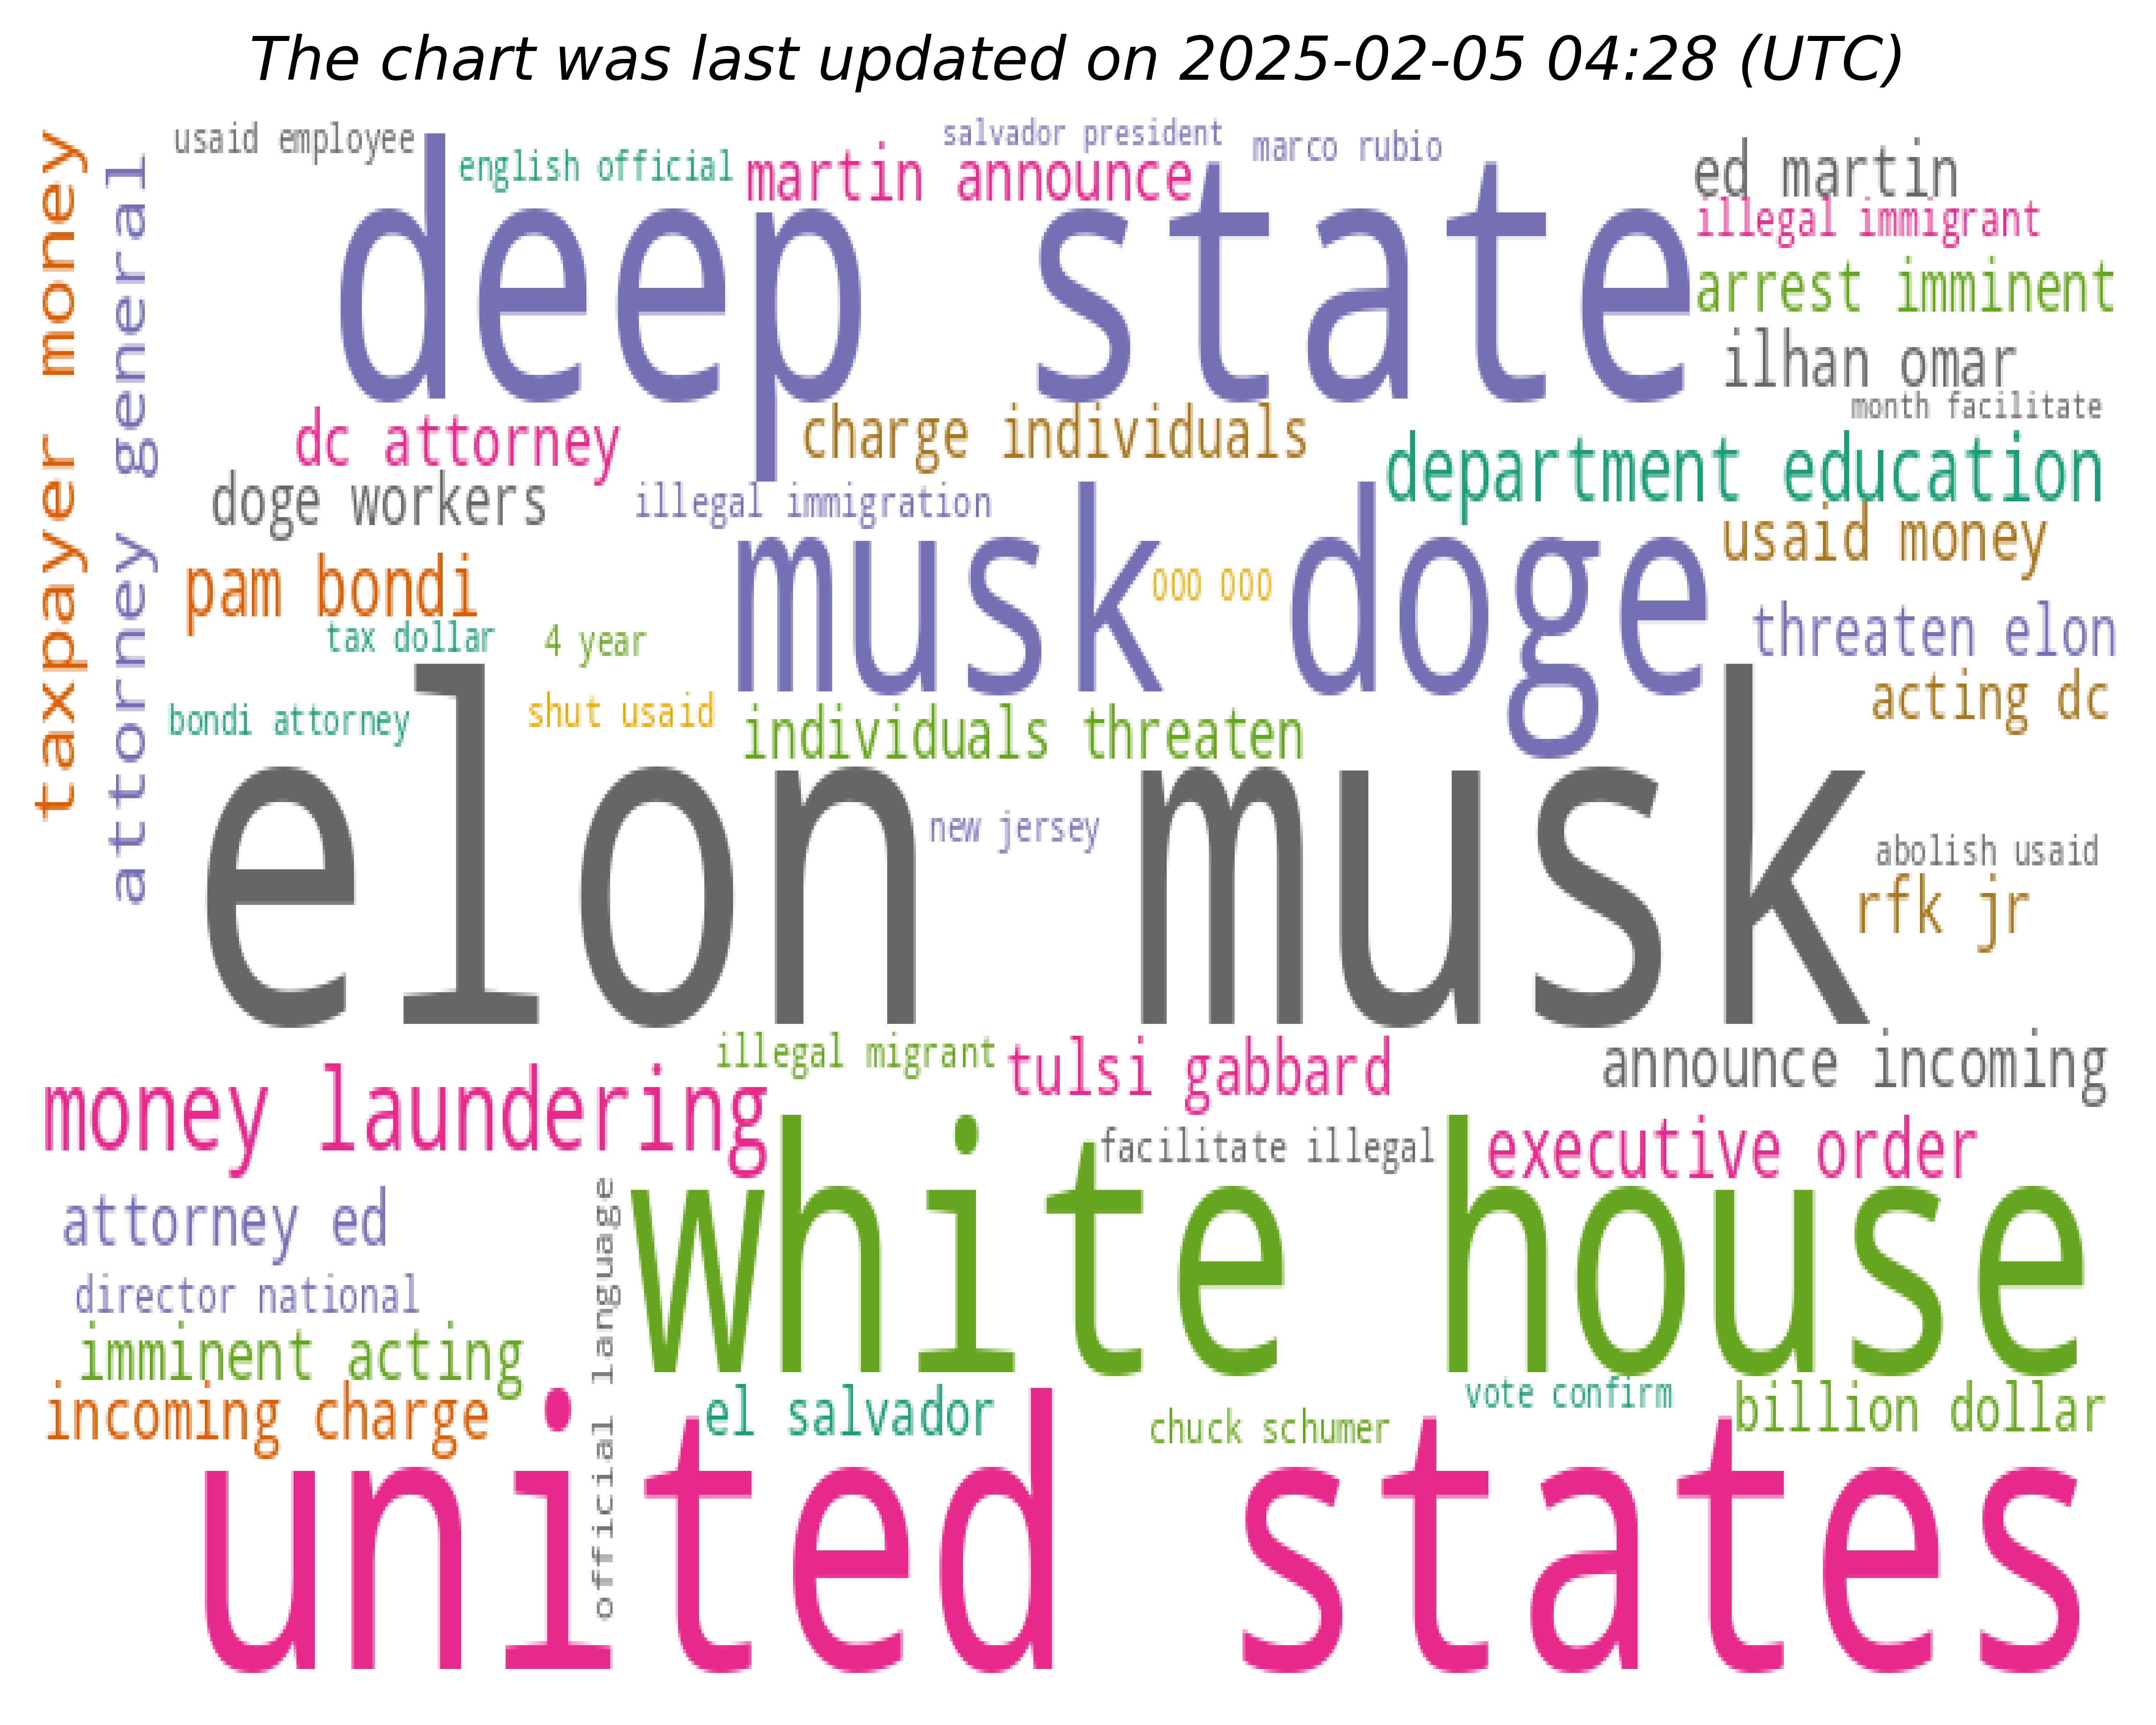 The chart was last updated on 2025-02-05 04:28 (UTC)
taxpayer money
attorney general
usaid employee
english official
salvador president
marco rubio
martin announce
ed martin
illegal immigrant
deep state
arrest imminent
ilhan omar
month facilitate
dc attorney
charge individuals
department education
doge workers
illegal immigration
usaid money
musk doge
pam bondi
000 000
tax dollar
4 year
threaten elon
acting dc
bondi attorney
shut usaid
individuals threaten
elon musk
new jersey
abolish usaid
rfk jr
illegal migrant
tulsi gabbard
announce incoming
money laundering
facilitate illegal
executive order
attorney ed
official language
white house
director national
imminent acting
incoming charge
el salvador
chuck schumer
vote confirm
billion dollar
united states